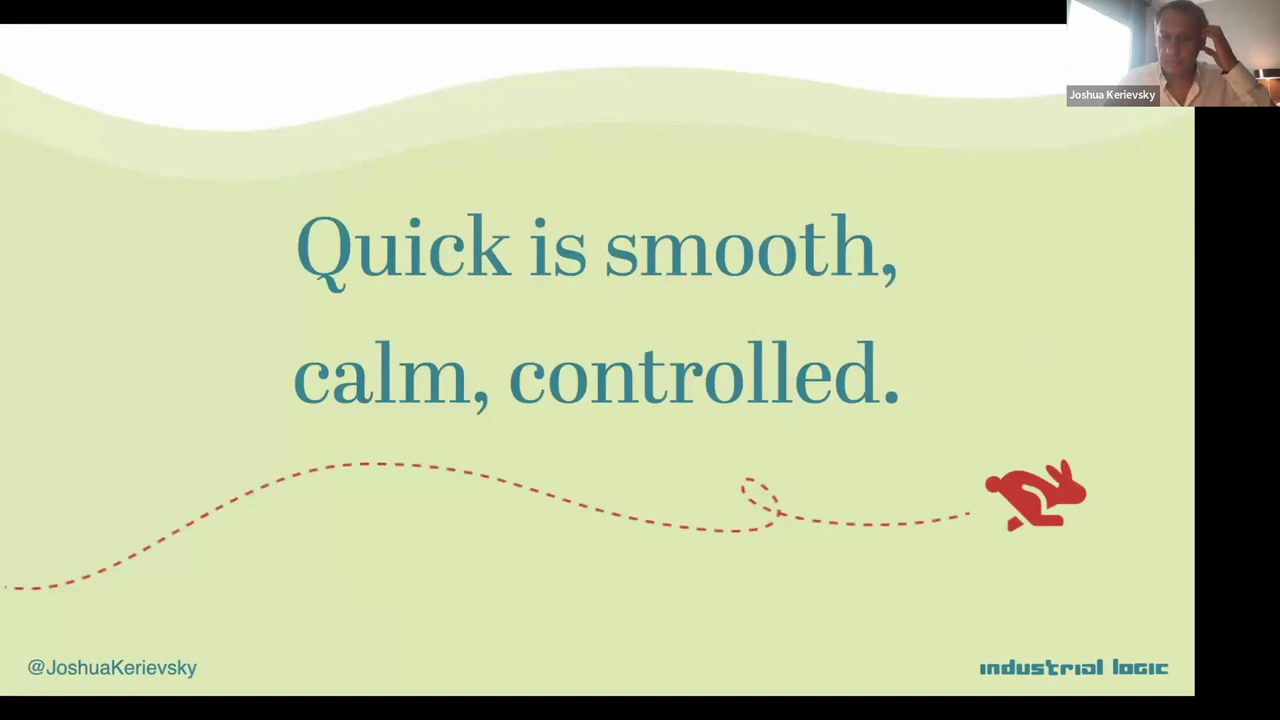 Joshua Kerievsky
Quick is smooth,
calm, controlled.
@JoshuaKerievsky
industrial logic